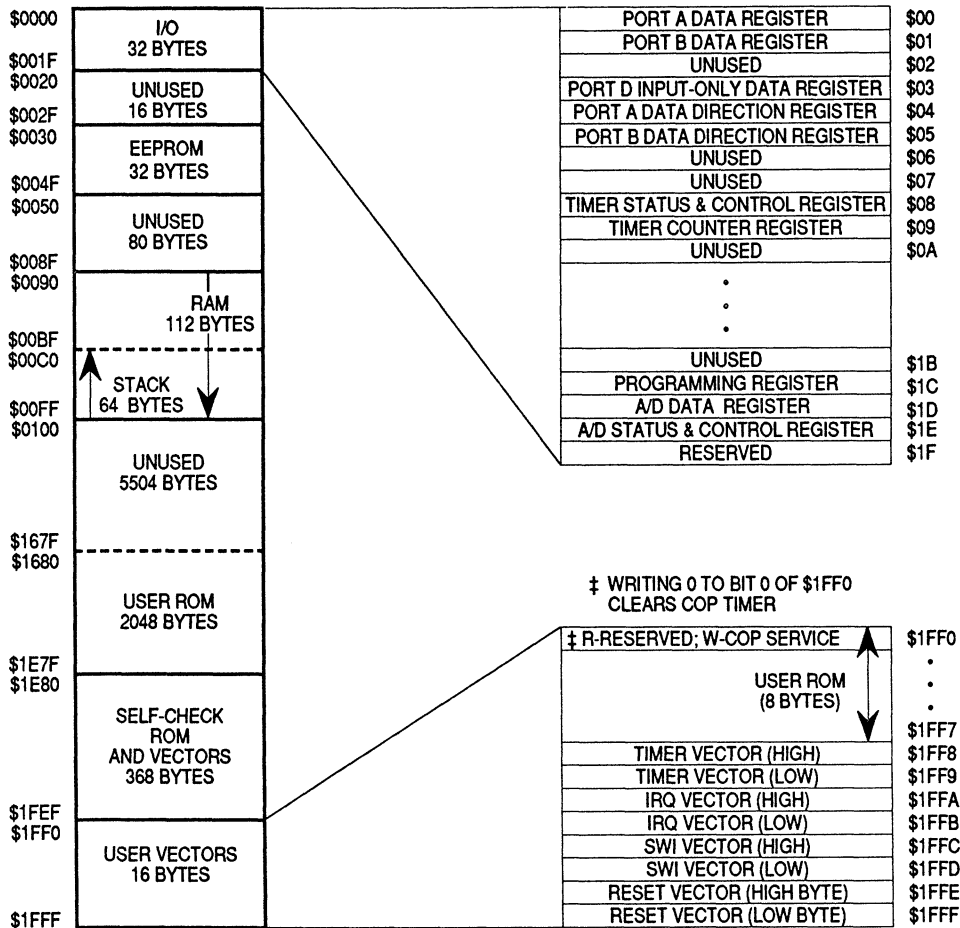 $0000
I/O
32 BYTES
$001F
$0020
UNUSED
16 BYTES
$002F
$0030
EEPROM
32 BYTES
$004F
$0050
UNUSED
80 BYTES
$008F
$0090
RAM
112 BYTES
$00BF
$00C0
STACK
64 BYTES
$00FF
$0100
UNUSED
5504 BYTES
$167F
$1680
USER ROM
2048 BYTES
$1E7F
$1E80
SELF-CHECK
ROM
AND VECTORS
368 BYTES
$1FEF
$1FF0
USER VECTORS
16 BYTES
$1FFF
PORT A DATA REGISTER $00
PORT B DATA REGISTER $01
UNUSED $02
PORT D INPUT-ONLY DATA REGISTER $03
PORT A DATA DIRECTION REGISTER $04
PORT B DATA DIRECTION REGISTER $05
UNUSED $06
UNUSED $07
TIMER STATUS & CONTROL REGISTER $08
TIMER COUNTER REGISTER $09
UNUSED $0A
UNUSED $1B
PROGRAMMING REGISTER $1C
A/D DATA REGISTER $1D
A/D STATUS & CONTROL REGISTER $1E
RESERVED $1F
‡ WRITING 0 TO BIT 0 OF $1FF0
CLEARS COP TIMER
‡ R-RESERVED; W-COP SERVICE $1FF0
USER ROM
(8 BYTES)
$1FF7
TIMER VECTOR (HIGH) $1FF8
TIMER VECTOR (LOW) $1FF9
IRQ VECTOR (HIGH) $1FFA
IRQ VECTOR (LOW) $1FFB
SWI VECTOR (HIGH) $1FFC
SWI VECTOR (LOW) $1FFD
RESET VECTOR (HIGH BYTE) $1FFE
RESET VECTOR (LOW BYTE) $1FFF